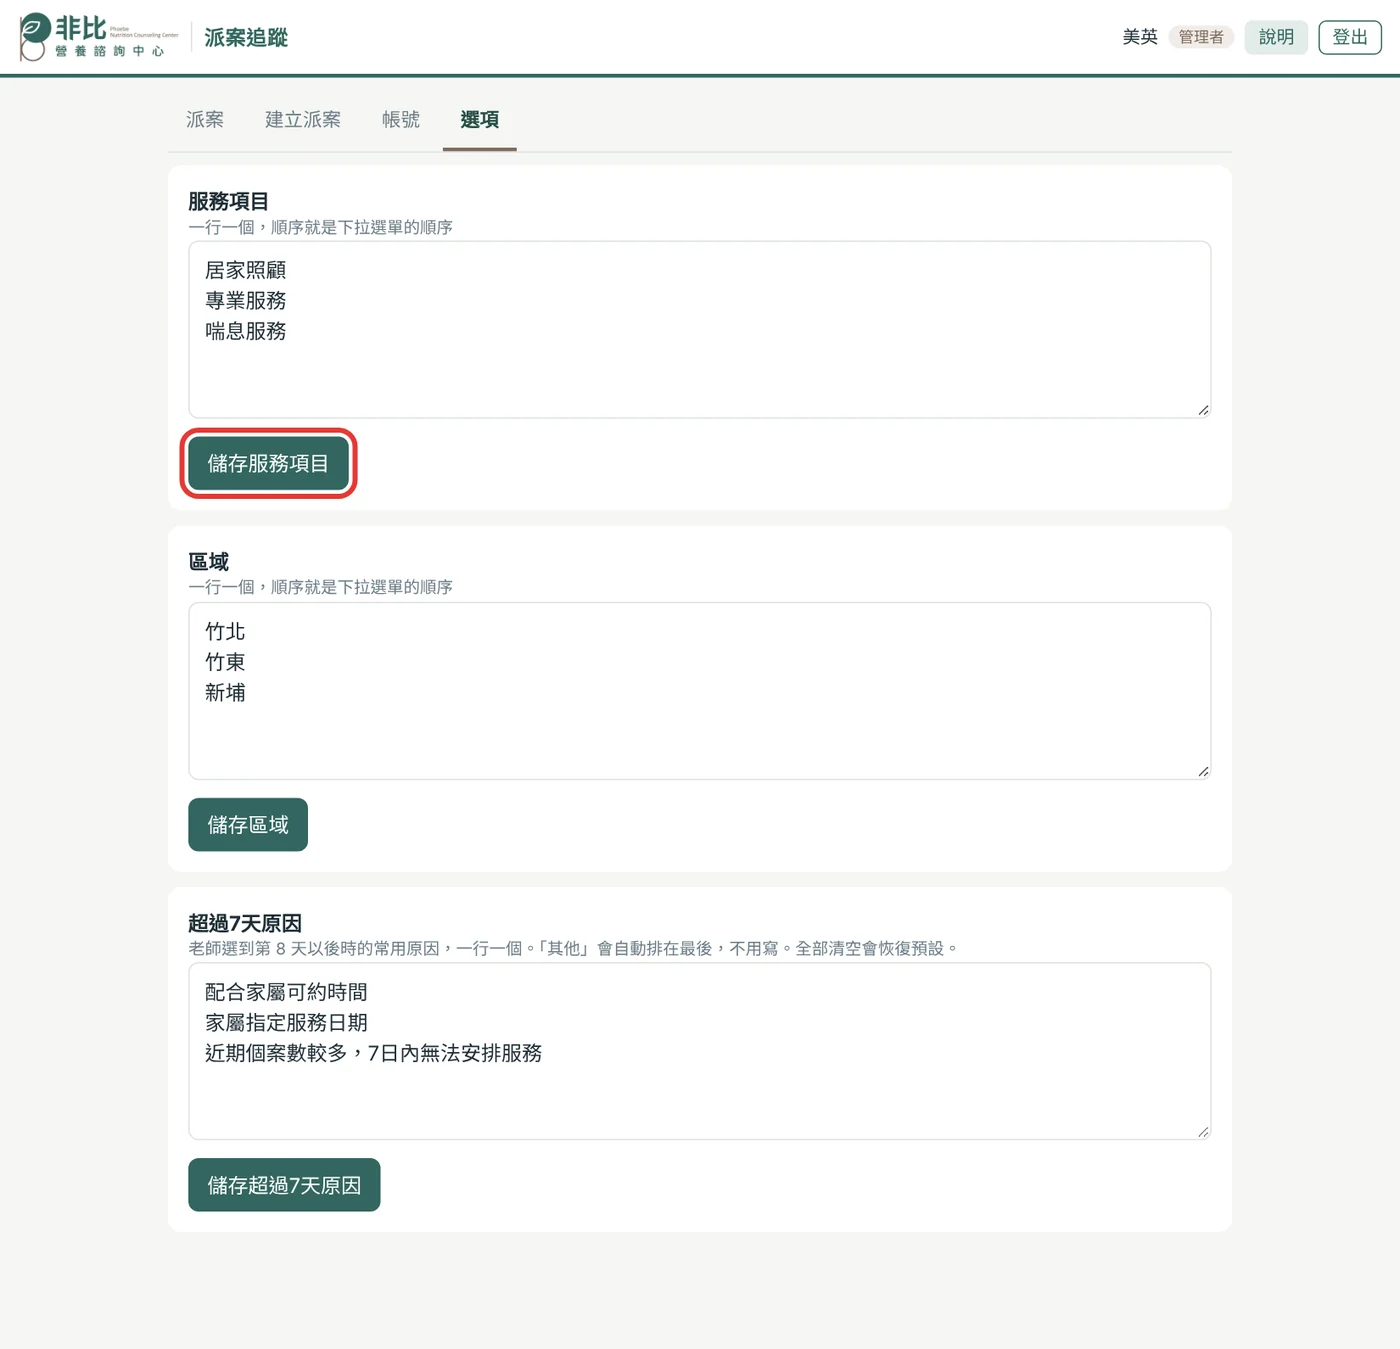 非比
Phoebe
Nutrition Counseling Center
營養諮詢中心
派案追蹤
美英
管理者
說明
登出
派案
建立派案
帳號
選項
服務項目
一行一個，順序就是下拉選單的順序
居家照顧
專業服務
喘息服務
儲存服務項目
區域
一行一個，順序就是下拉選單的順序
竹北
竹東
新埔
儲存區域
超過7天原因
老師選到第 8 天以後時的常用原因，一行一個。「其他」會自動排在最後，不用寫。全部清空會恢復預設。
配合家屬可約時間
家屬指定服務日期
近期個案數較多，7日內無法安排服務
儲存超過7天原因